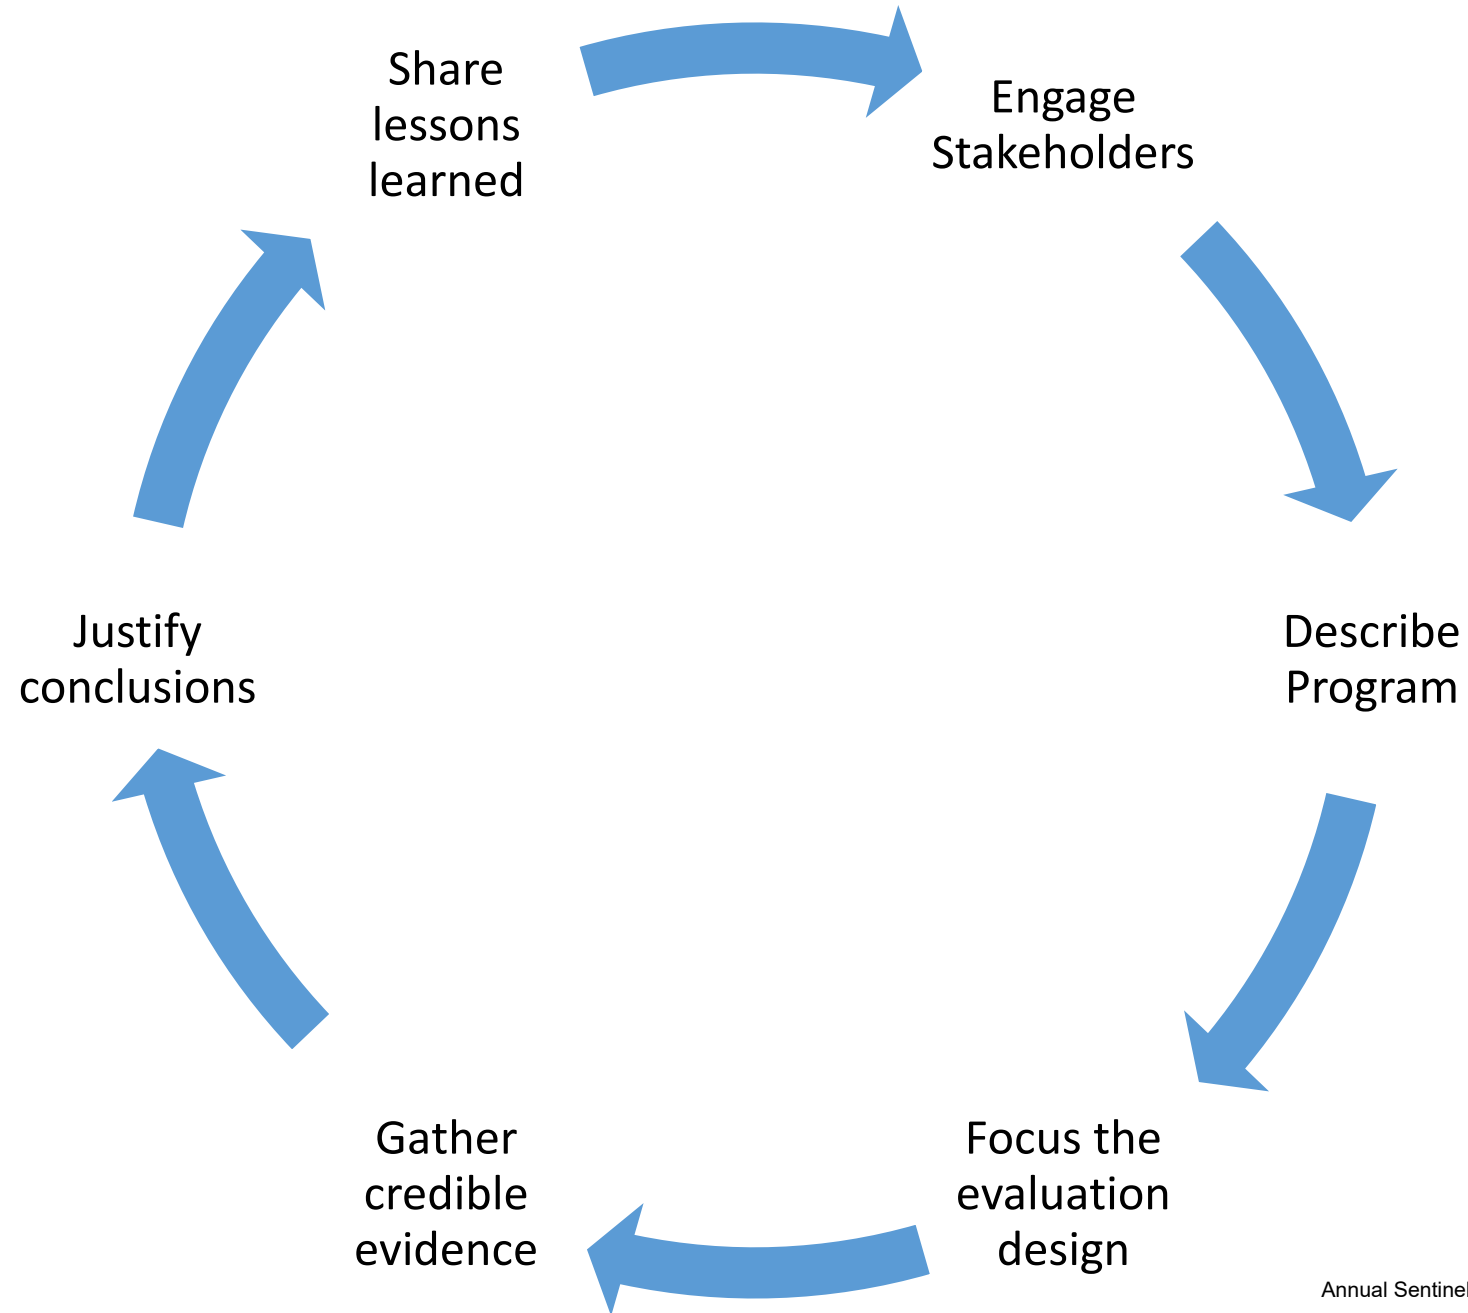 Share
lessons
learned
Engage
Stakeholders
Describe
Program
Focus the
evaluation
design
Gather
credible
evidence
Justify
conclusions
Annual Sentinel